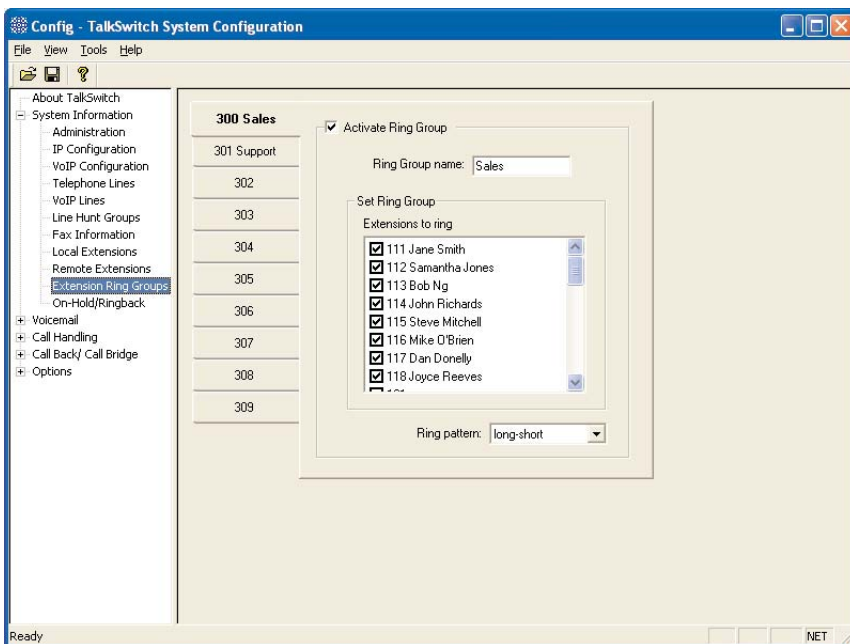 Config - TalkSwitch System Configuration
File View Tools Help
About TalkSwitch
System Information
Administration
IP Configuration
VoIP Configuration
Telephone Lines
VoIP Lines
Line Hunt Groups
Fax Information
Local Extensions
Remote Extensions
Extension Ring Groups
On-Hold/Ringback
Voicemail
Call Handling
Call Back/ Call Bridge
Options
300 Sales
301 Support
302
303
304
305
306
307
308
309
Activate Ring Group
Ring Group name: Sales
Set Ring Group
Extensions to ring
111 Jane Smith
112 Samantha Jones
113 Bob Ng
114 John Richards
115 Steve Mitchell
116 Mike O'Brien
117 Dan Donelly
118 Joyce Reeves
Ring pattern: long-short
Ready
NET